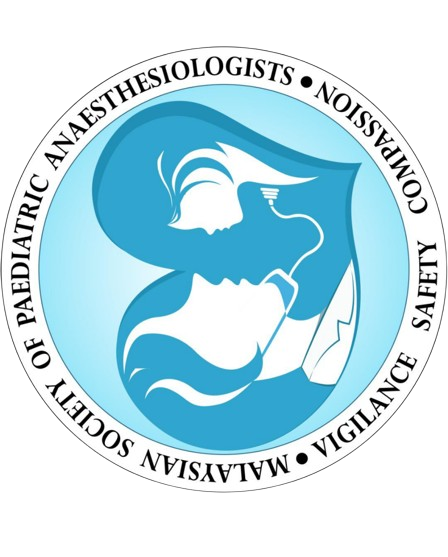 MALAYSIAN SOCIETY OF PAEDIATRIC ANAESTHESIOLOGISTS
COMPASSION SAFETY VIGILANCE